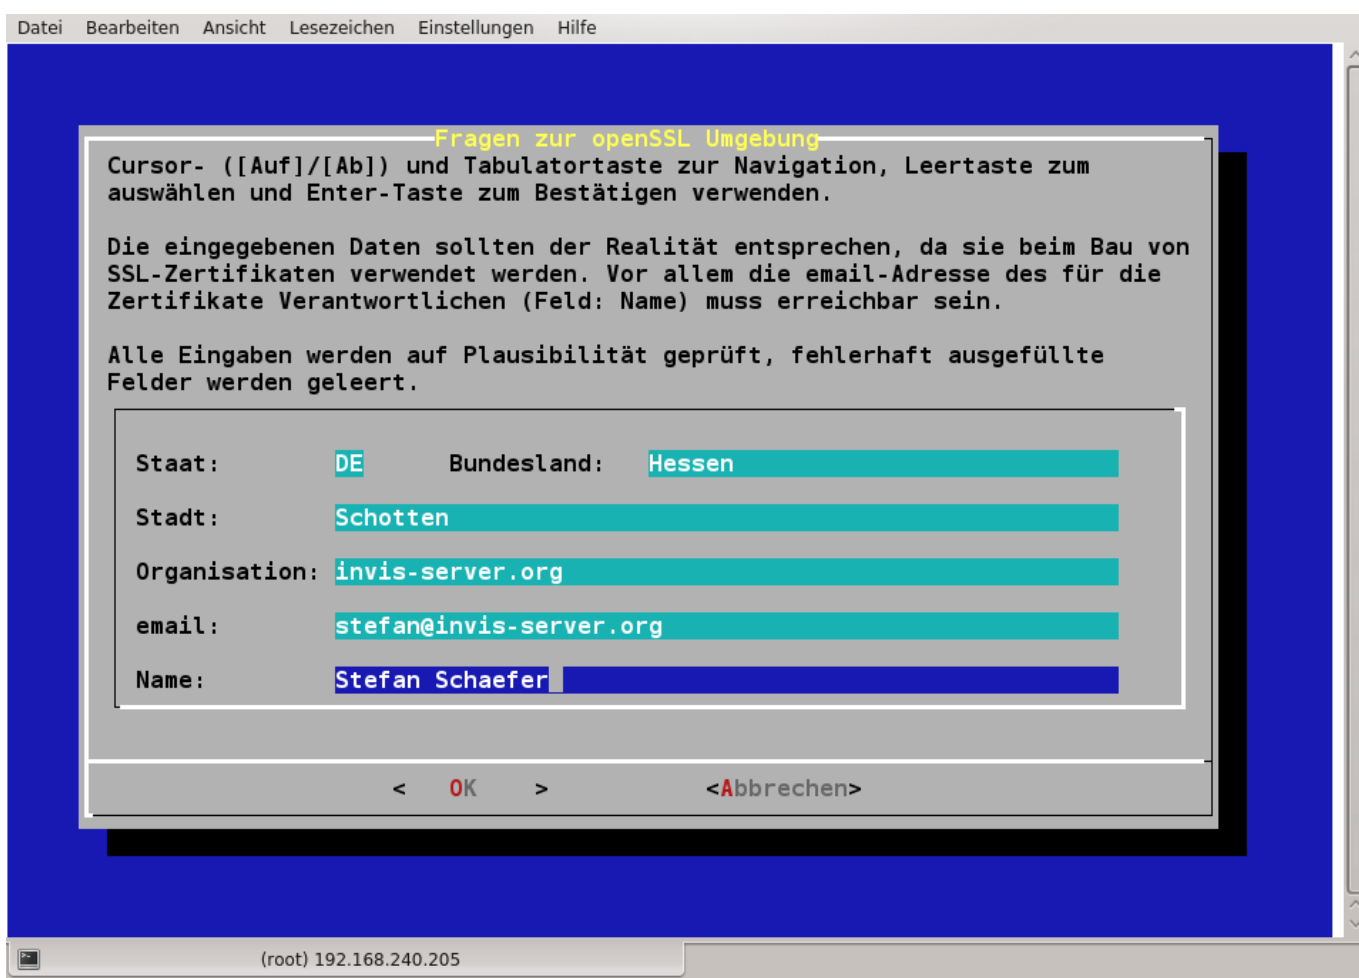 Datei Bearbeiten Ansicht Lesezeichen Einstellungen Hilfe
Fragen zur openSSL Umgebung
Cursor- ([Auf]/[Ab]) und Tabulatortaste zur Navigation, Leertaste zum
auswählen und Enter-Taste zum Bestätigen verwenden.
Die eingegebenen Daten sollten der Realität entsprechen, da sie beim Bau von
SSL-Zertifikaten verwendet werden. Vor allem die email-Adresse des für die
Zertifikate Verantwortlichen (Feld: Name) muss erreichbar sein.
Alle Eingaben werden auf Plausibilität geprüft, fehlerhaft ausgefüllte
Felder werden geleert.
Staat: DE Bundesland: Hessen
Stadt: Schotten
Organisation: invis-server.org
email: stefan@invis-server.org
Name: Stefan Schaefer
< OK > <Abbrechen>
(root) 192.168.240.205